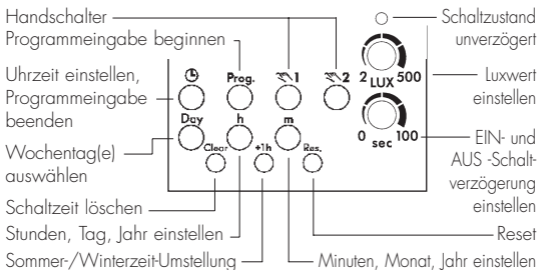 Handschalter
Programmeingabe beginnen
Uhrzeit einstellen,
Programmeingabe
beenden
Wochentag(e)
auswählen
Schaltzeit löschen
Stunden, Tag, Jahr einstellen
Sommer-/Winterzeit-Umstellung
Prog.
1
2
Day
h
m
Clear
+1h
Res.
2 LUX 500
0 sec 100
Schaltzustand
unverzögert
Luxwert
einstellen
EIN- und
AUS -Schalt-
verzögerung
einstellen
Reset
Minuten, Monat, Jahr einstellen